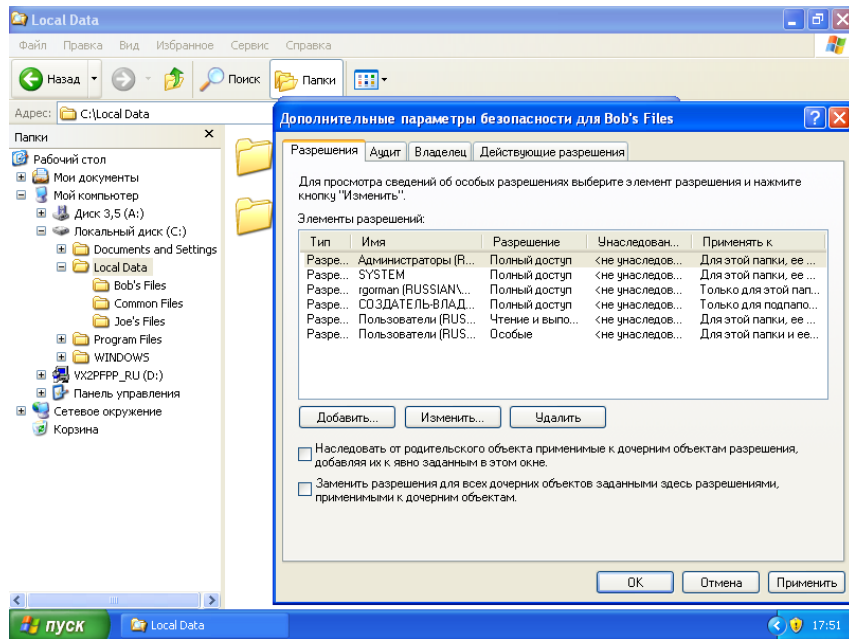 Local Data
Файл Правка Вид Избранное Сервис Справка
Назад Поиск Папки
Адрес: C:\Local Data
Папки
Рабочий стол
Мои документы
Мой компьютер
Диск 3,5 (A:)
Локальный диск (C:)
Documents and Settings
Local Data
Bob's Files
Common Files
Joe's Files
Program Files
WINDOWS
VX2PFPP_RU (D:)
Панель управления
Сетевое окружение
Корзина
Дополнительные параметры безопасности для Bob's Files
Разрешения Аудит Владелец Действующие разрешения
Для просмотра сведений об особых разрешениях выберите элемент разрешения и нажмите
кнопку "Изменить".
Элементы разрешений:
Тип Имя Разрешение Унаследован... Применять к
Разре... Администраторы (R... Полный доступ <не унаследов... Для этой папки, ее ...
Разре... SYSTEM Полный доступ <не унаследов... Для этой папки, ее ...
Разре... rgorman (RUSSIAN\... Полный доступ <не унаследов... Только для этой пап...
Разре... СОЗДАТЕЛЬ-ВЛАД... Полный доступ <не унаследов... Только для подпапо...
Разре... Пользователи (RUS... Чтение и выпо... <не унаследов... Для этой папки, ее ...
Разре... Пользователи (RUS... Особые <не унаследов... Для этой папки и ее...
Добавить... Изменить... Удалить
Наследовать от родительского объекта применимые к дочерним объектам разрешения,
добавляя их к явно заданным в этом окне.
Заменить разрешения для всех дочерних объектов заданными здесь разрешениями,
применимыми к дочерним объектам.
OK Отмена Применить
пуск Local Data 17:51